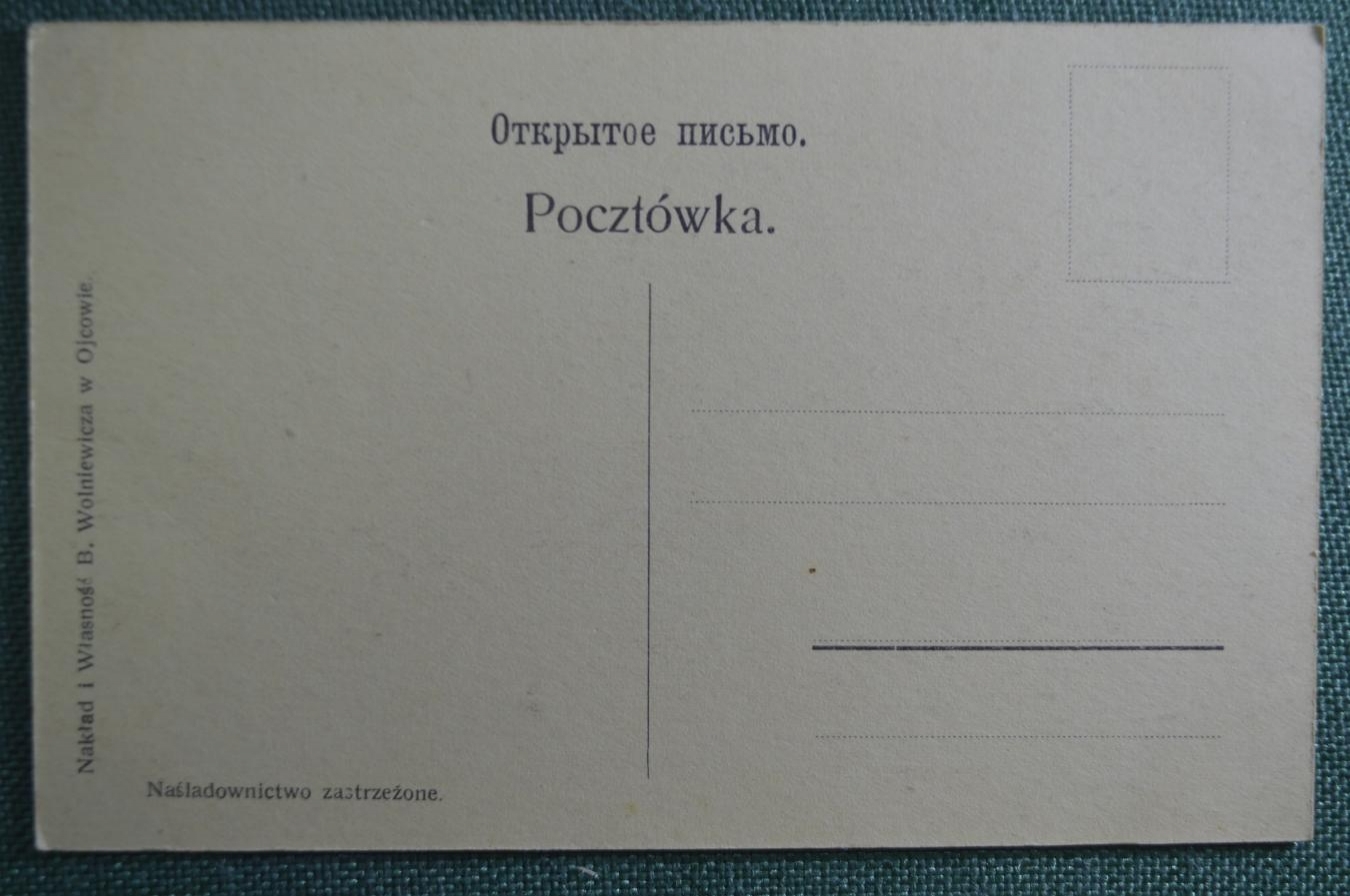 Открытое письмо.
Pocztówka.
Nakład i Własność B. Wolniewicza w Ojcowie.
Naśladownictwo zastrzeżone.